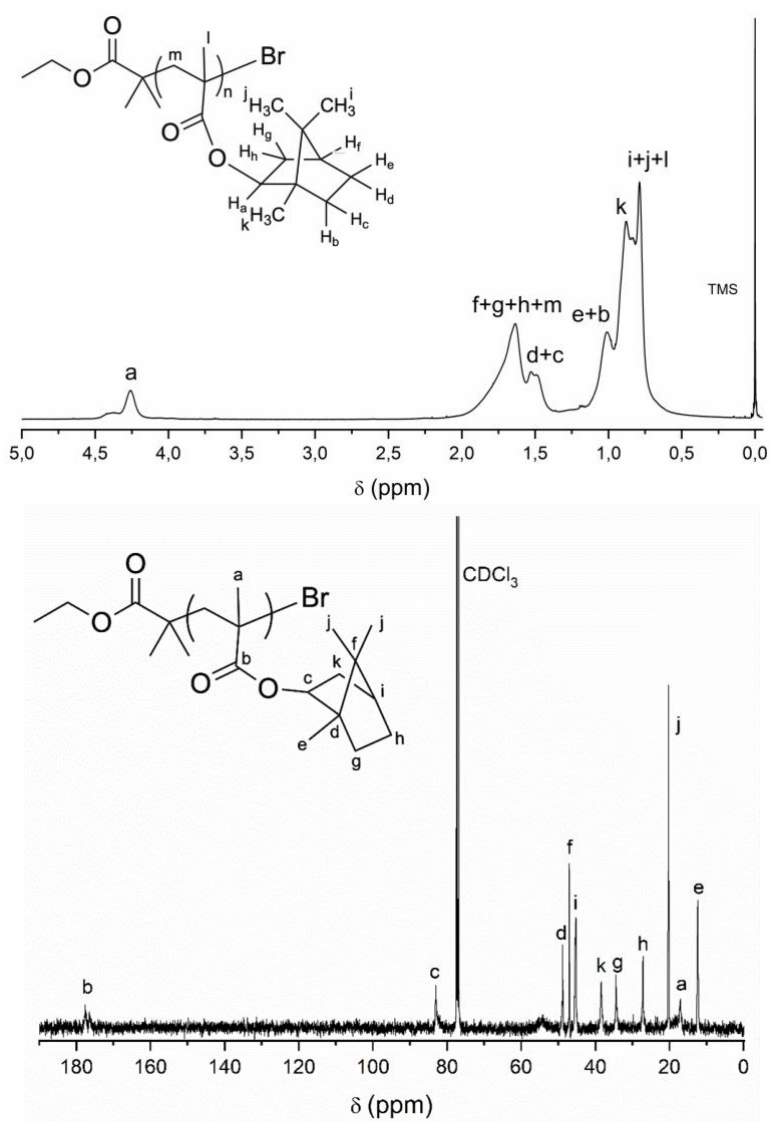 O
m
l
Br
O
n
O
j
H₃C
i
CH₃
Hg
Hf
Hh
He
O
Hd
Ha
k
H₃C
Hc
Hb
a
f+g+h+m
d+c
e+b
k
i+j+l
TMS
5,0 4,5 4,0 3,5 3,0 2,5 2,0 1,5 1,0 0,5 0,0
δ (ppm)
O
a
Br
O
b
j j
O
f
k
c
i
O
d
e
h
g
CDCl₃
b
c
d
f
i
k
g
h
j
a
e
180 160 140 120 100 80 60 40 20 0
δ (ppm)